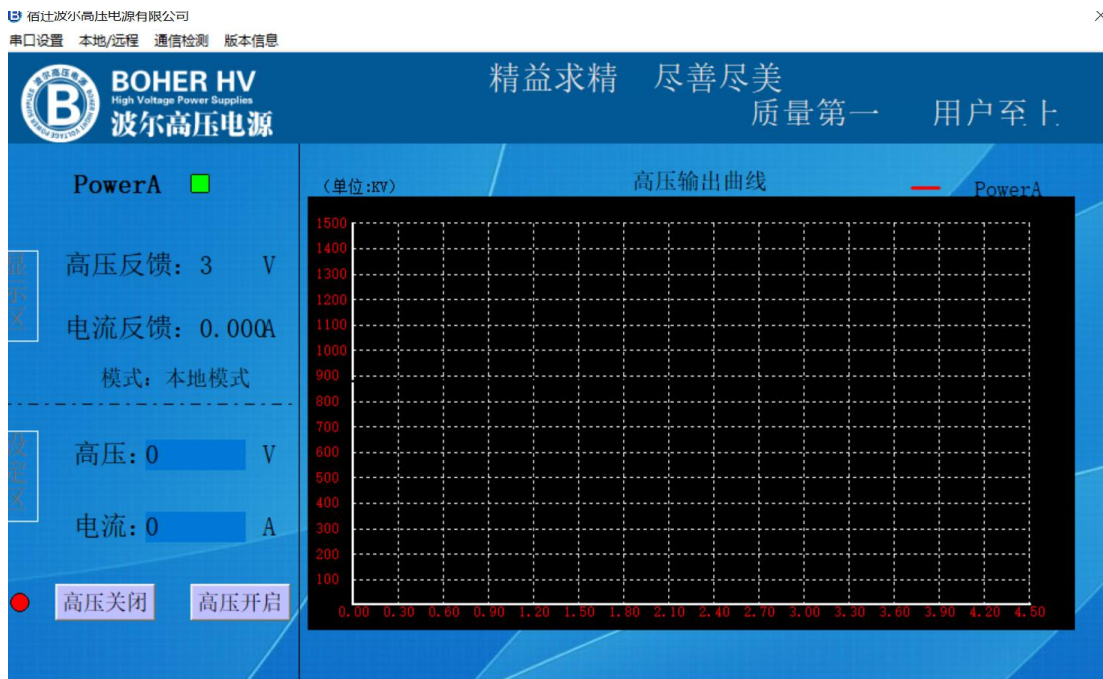 宿迁波尔高压电源有限公司
串口设置 本地/远程 通信检测 版本信息
BOHER HV
High Voltage Power Supplies
波尔高压电源
精益求精 尽善尽美
质量第一 用户至上
PowerA
(单位:KV)
高压输出曲线
PowerA
显示区
高压反馈: 3 V
电流反馈: 0.000A
模式: 本地模式
设定区
高压: 0 V
电流: 0 A
高压关闭 高压开启
1500
1400
1300
1200
1100
1000
900
800
700
600
500
400
300
200
100
0.00 0.30 0.60 0.90 1.20 1.50 1.80 2.10 2.40 2.70 3.00 3.30 3.60 3.90 4.20 4.50